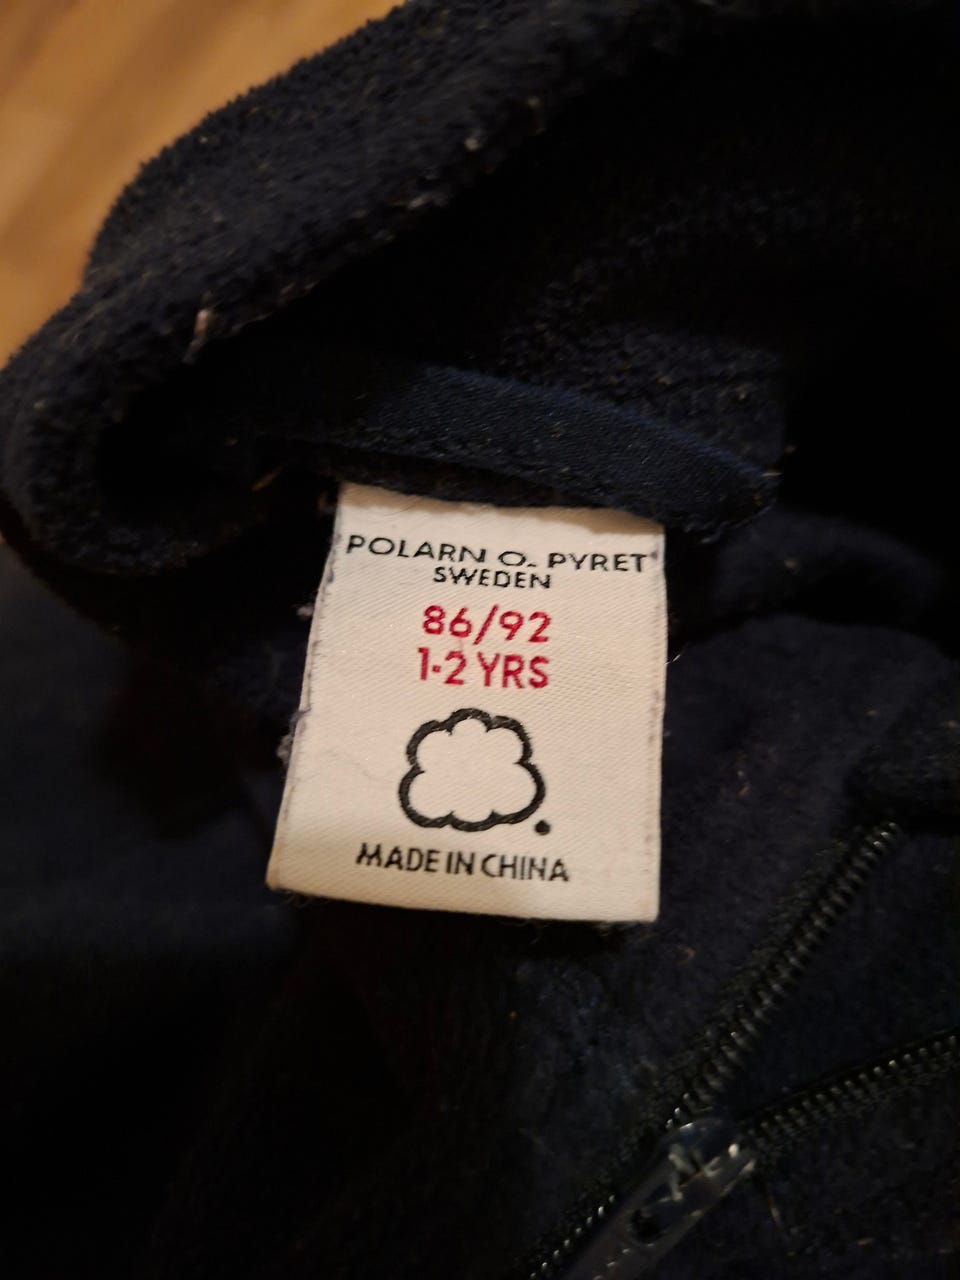 POLARN O. PYRET
SWEDEN
86/92
1-2 YRS
MADE IN CHINA